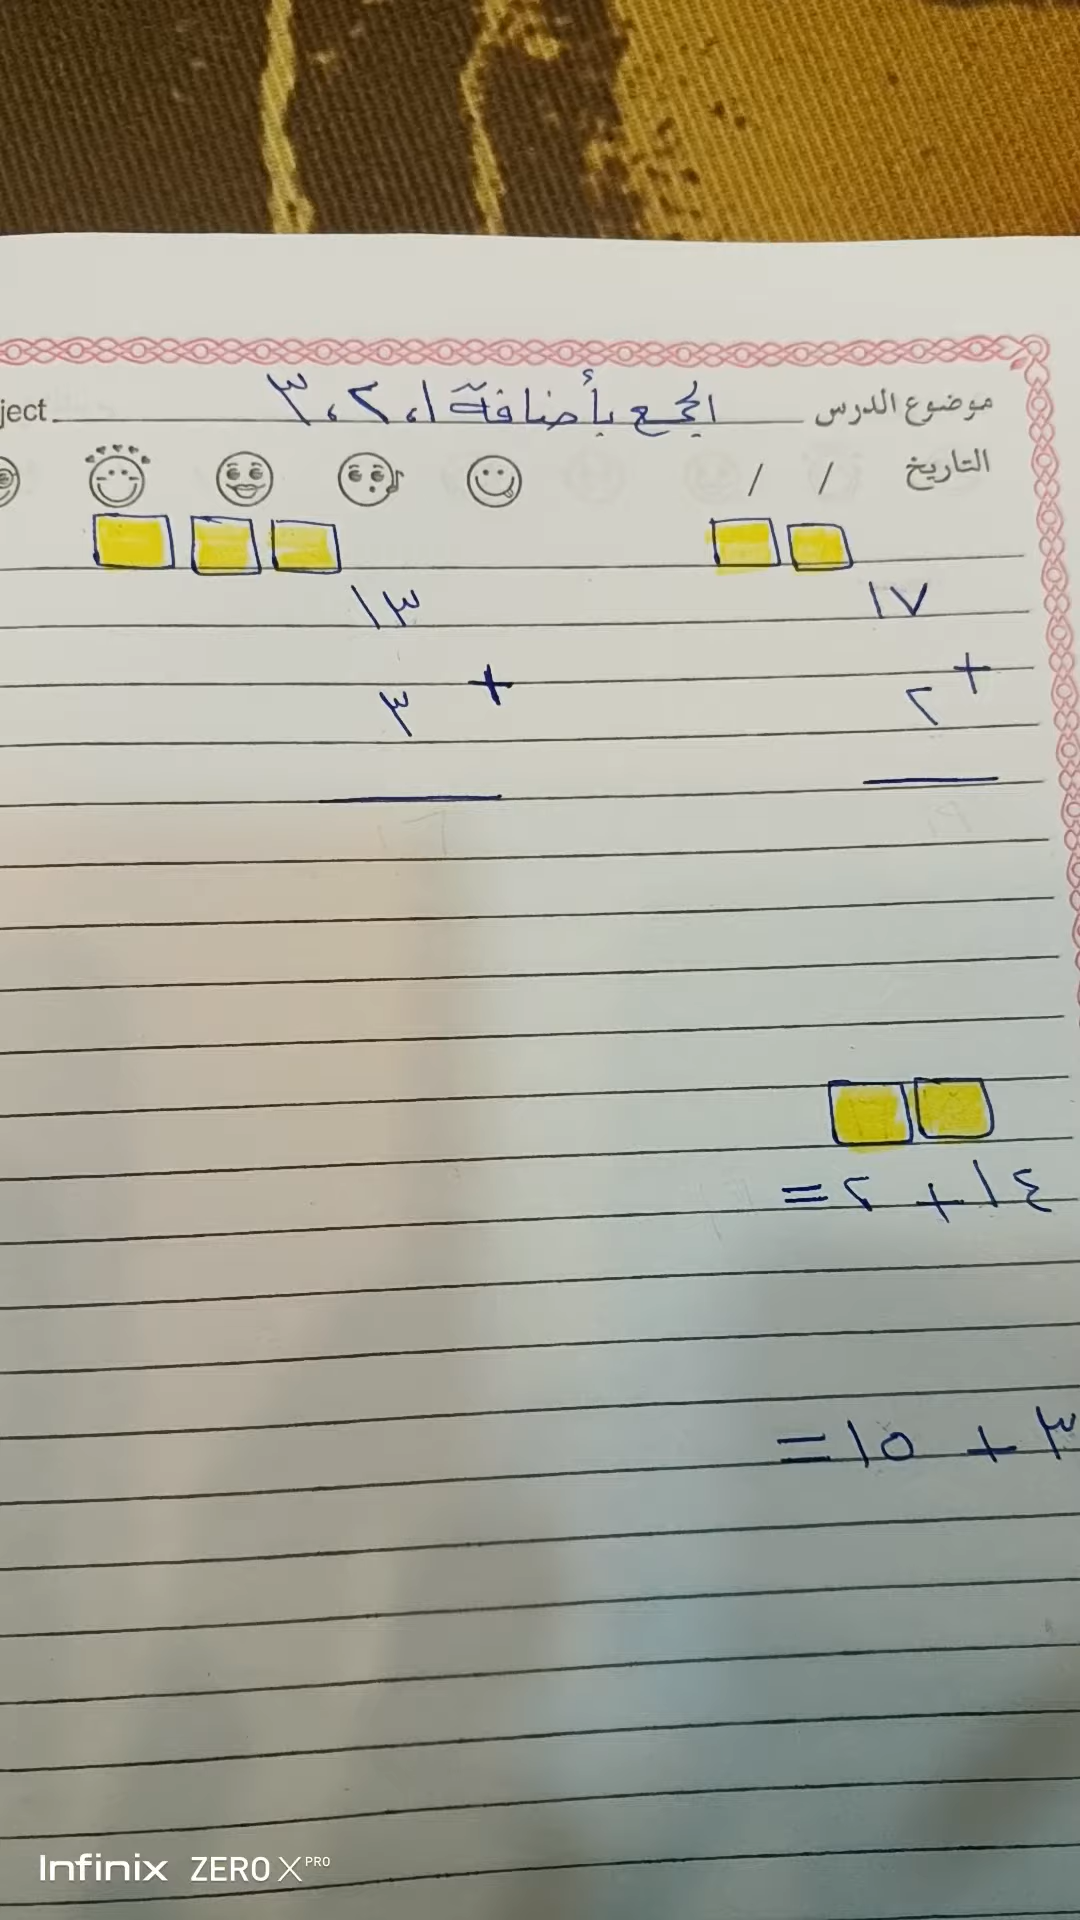 موضوع الدرس الجمع بأضافة ١، ٢، ٣ ject
التاريخ / /
١٧ ١٣
+ +
٢ ٣
١٤ + ٢ =
٣ + ١٥ =
Infinix ZERO X PRO